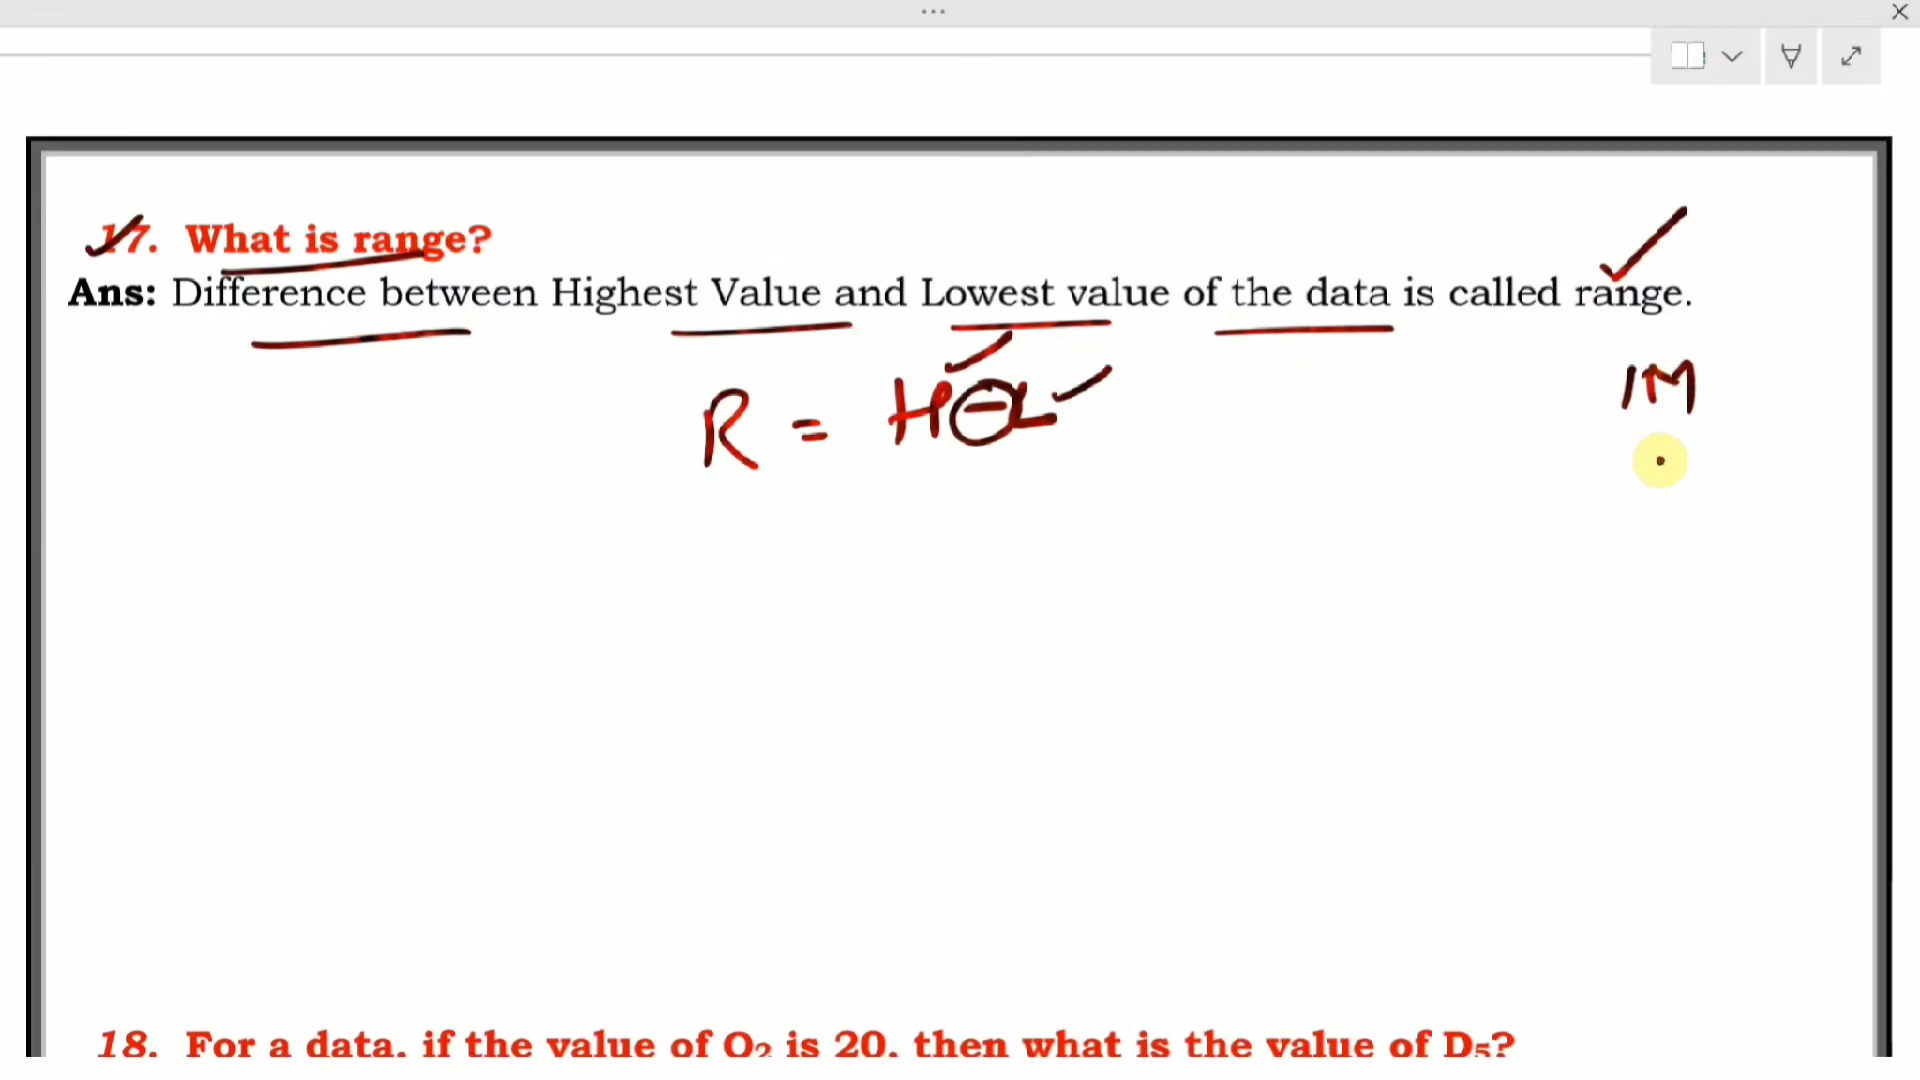 17. What is range?
Ans: Difference between Highest Value and Lowest value of the data is called range.
R = H-L
1M
18. For a data, if the value of Q2 is 20, then what is the value of D5?